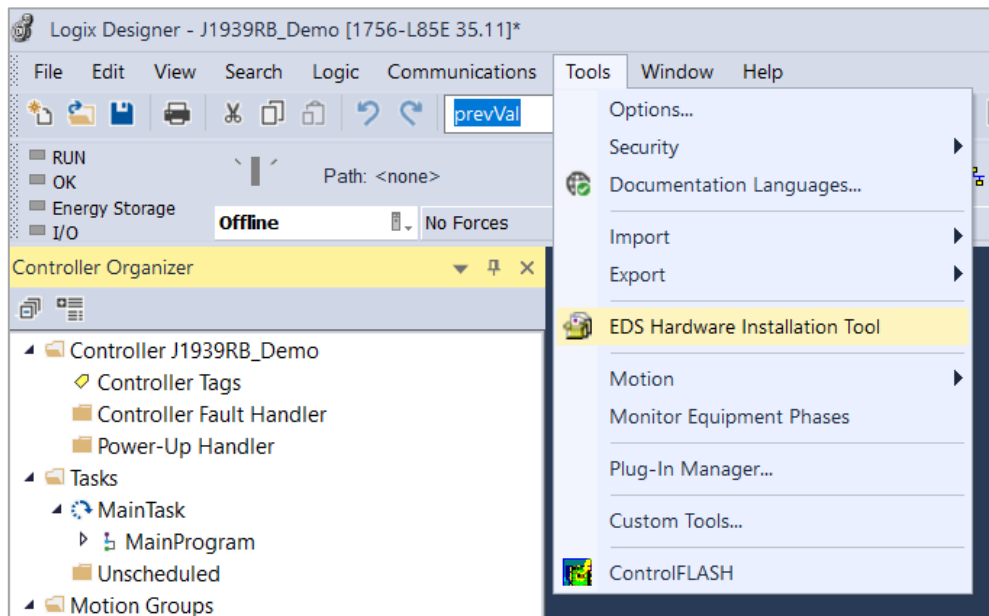 Logix Designer - J1939RB_Demo [1756-L85E 35.11]*
File Edit View Search Logic Communications Tools Window Help
prevVal
RUN
OK
Energy Storage
I/O
Path: <none>
Offline
No Forces
Controller Organizer
Controller J1939RB_Demo
Controller Tags
Controller Fault Handler
Power-Up Handler
Tasks
MainTask
MainProgram
Unscheduled
Motion Groups
Options...
Security
Documentation Languages...
Import
Export
EDS Hardware Installation Tool
Motion
Monitor Equipment Phases
Plug-In Manager...
Custom Tools...
ControlFLASH